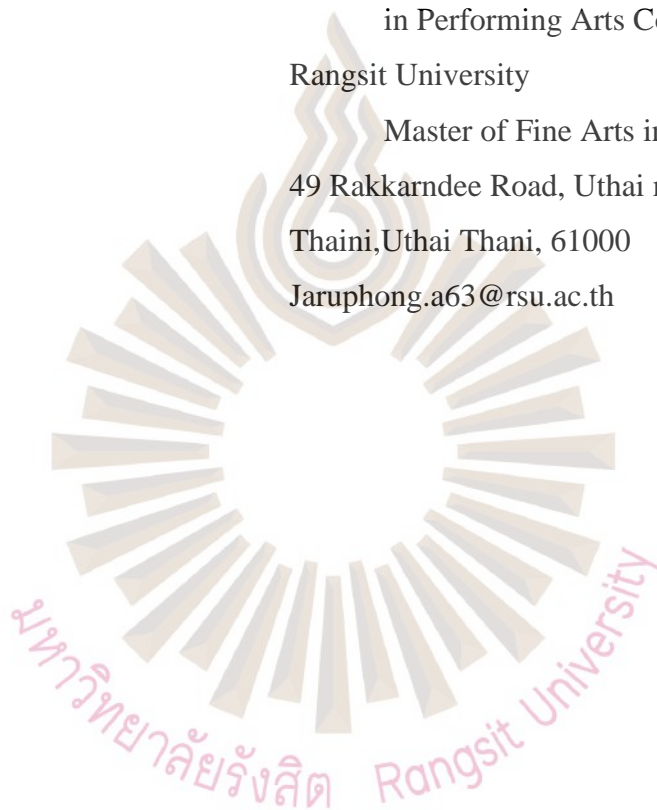 in Performing Arts
Rangsit University
Master of Fine Arts
49 Rakkarndee Road, Uthai
Thaini,Uthai Thani, 61000
Jaruphong.a63@rsu.ac.th
มหาวิทยาลัยรังสิต Rangsit University